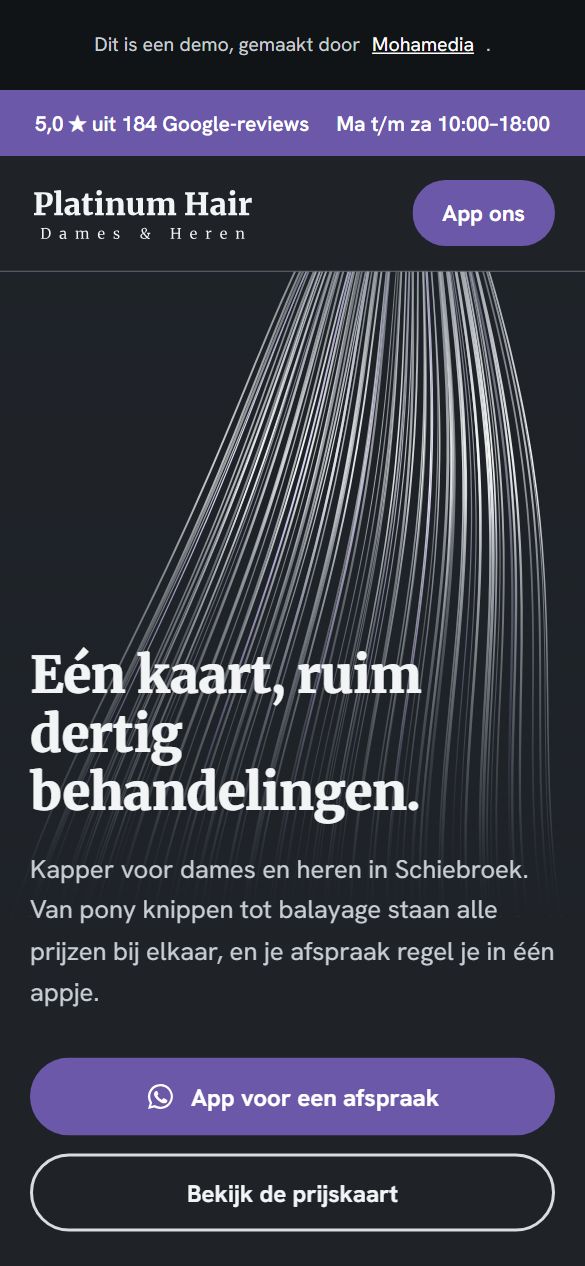 Dit is een demo, gemaakt door Mohamedia .
5,0 ★ uit 184 Google-reviews Ma t/m za 10:00–18:00
Platinum Hair
Dames & Heren
App ons
Eén kaart, ruim
dertig
behandelingen.
Kapper voor dames en heren in Schiebroek.
Van pony knippen tot balayage staan alle
prijzen bij elkaar, en je afspraak regel je in één
appje.
App voor een afspraak
Bekijk de prijskaart